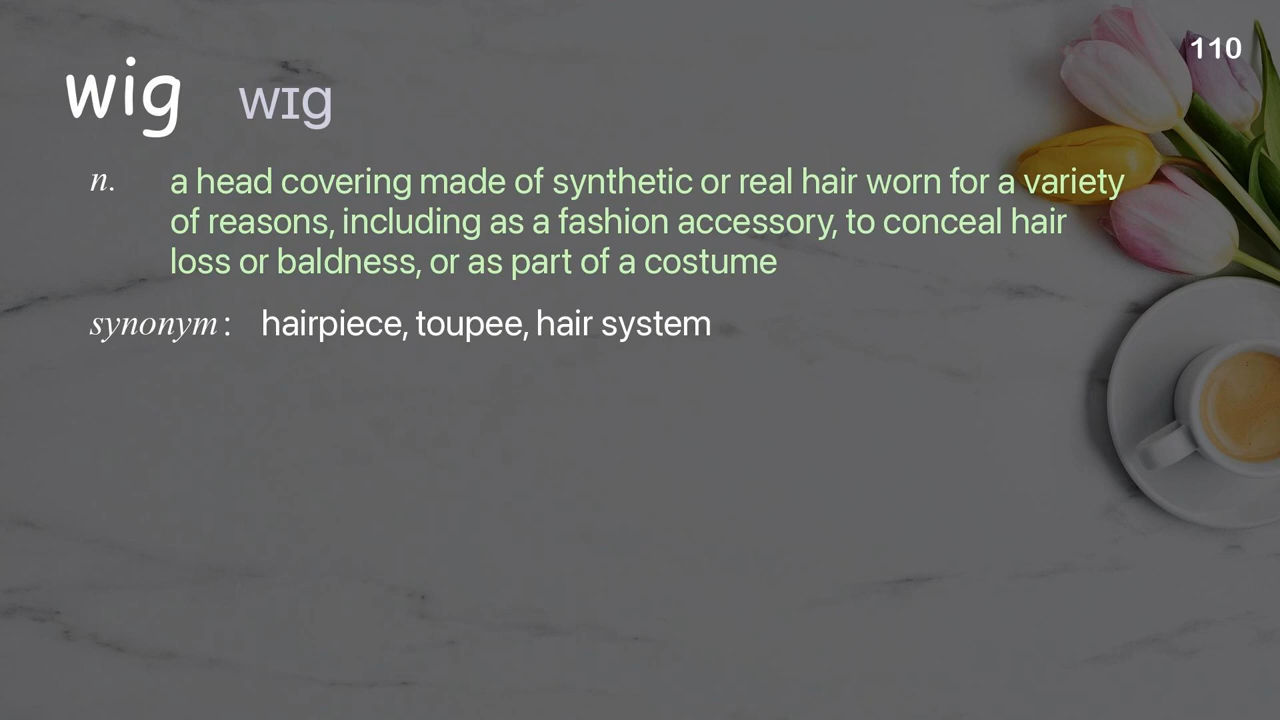 110
wig wɪg
n. a head covering made of synthetic or real hair worn for a variety
of reasons, including as a fashion accessory, to conceal hair
loss or baldness, or as part of a costume
synonym: hairpiece, toupee, hair system